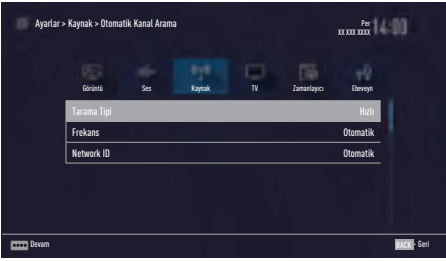 Ayarlar > Kaynak > Otomatik Kanal Arama
Per
xx xxx xxxx 14:00
Görüntü Ses Kaynak TV Zamanlayıcı Ebeveyn
Tarama Tipi Hızlı
Frekans Otomatik
Network ID Otomatik
Devam BACK - Geri